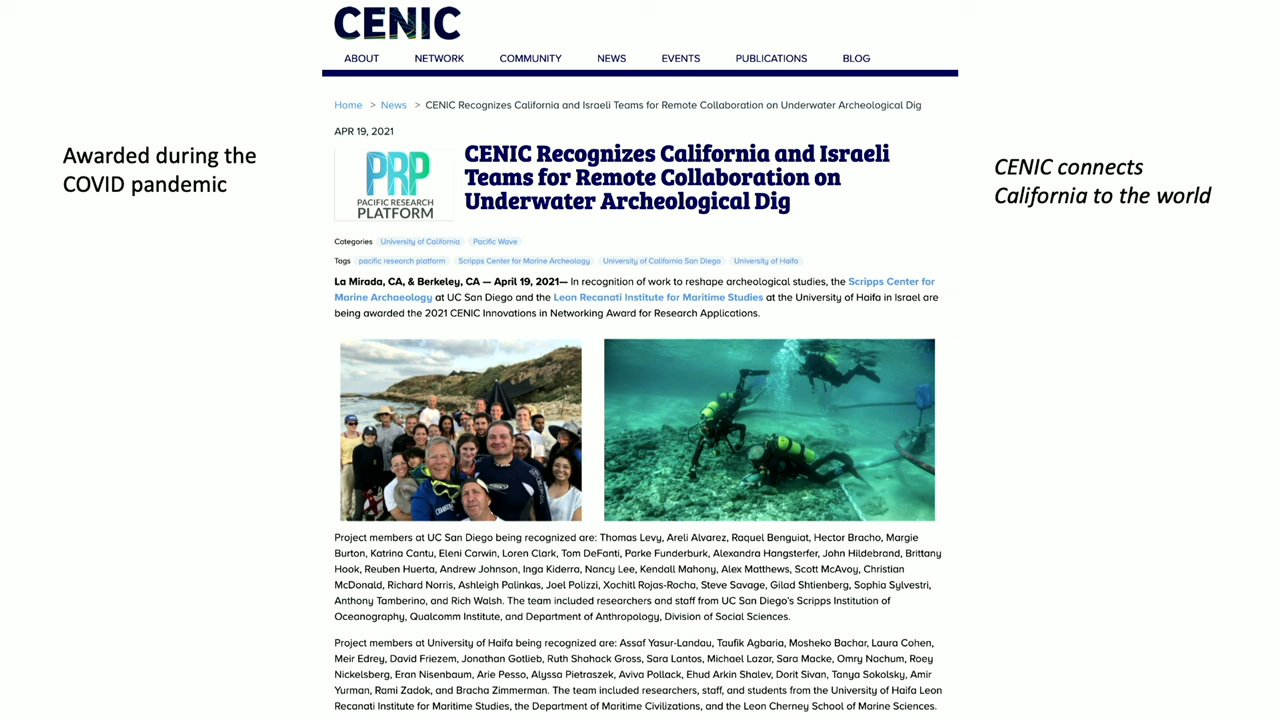 CENIC
ABOUT NETWORK COMMUNITY NEWS EVENTS PUBLICATIONS BLOG
Home > News > CENIC Recognizes California and Israeli Teams for Remote Collaboration on Underwater Archeological Dig
APR 19, 2021
Awarded during the
COVID pandemic
PRP
PACIFIC RESEARCH
PLATFORM
CENIC Recognizes California and Israeli
Teams for Remote Collaboration on
Underwater Archeological Dig
CENIC connects
California to the world
Categories University of California Pacific Wave
Tags pacific research platform Scripps Center for Marine Archeology University of California San Diego University of Haifa
La Mirada, CA, & Berkeley, CA — April 19, 2021— In recognition of work to reshape archeological studies, the Scripps Center for
Marine Archaeology at UC San Diego and the Leon Recanati Institute for Maritime Studies at the University of Haifa in Israel are
being awarded the 2021 CENIC Innovations in Networking Award for Research Applications.
Project members at UC San Diego being recognized are: Thomas Levy, Areli Alvarez, Raquel Benguiat, Hector Bracho, Margie
Burton, Katrina Cantu, Eleni Carwin, Loren Clark, Tom DeFanti, Parke Funderburk, Alexandra Hangsterfer, John Hildebrand, Brittany
Hook, Reuben Huerta, Andrew Johnson, Inga Kiderra, Nancy Lee, Kendall Mahony, Alex Matthews, Scott McAvoy, Christian
McDonald, Richard Norris, Ashleigh Palinkas, Joel Polizzi, Xochitl Rojas-Rocha, Steve Savage, Gilad Shtienberg, Sophia Sylvestri,
Anthony Tamberino, and Rich Walsh. The team included researchers and staff from UC San Diego's Scripps Institution of
Oceanography, Qualcomm Institute, and Department of Anthropology, Division of Social Sciences.
Project members at University of Haifa being recognized are: Assaf Yasur-Landau, Taufik Agbaria, Mosheko Bachar, Laura Cohen,
Meir Edrey, David Friezem, Jonathan Gotlieb, Ruth Shahack Gross, Sara Lantos, Michael Lazar, Sara Macke, Omry Nachum, Roey
Nickelsberg, Eran Nisenbaum, Arie Pesso, Alyssa Pietraszek, Aviva Pollack, Ehud Arkin Shalev, Dorit Sivan, Tanya Sokolsky, Amir
Yurman, Rami Zadok, and Bracha Zimmerman. The team included researchers, staff, and students from the University of Haifa Leon
Recanati Institute for Maritime Studies, the Department of Maritime Civilizations, and the Leon Cherney School of Marine Sciences.